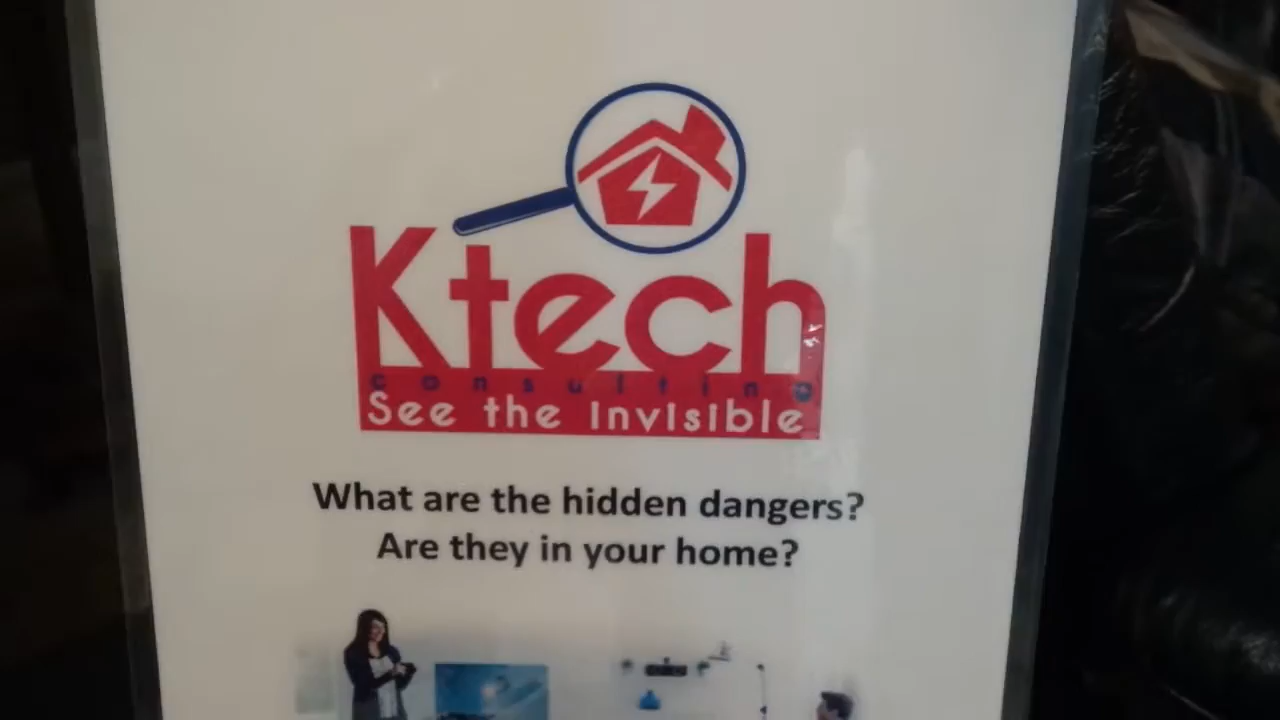 Ktech
consulting
See the Invisible
What are the hidden dangers?
Are they in your home?